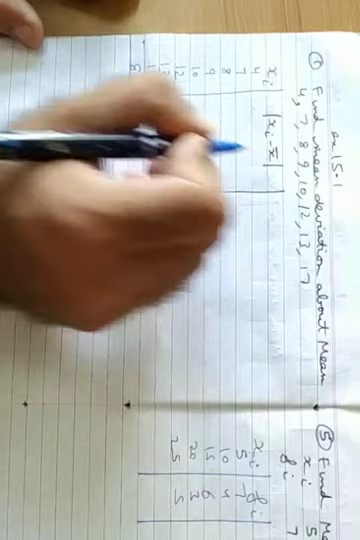 ex 15.1
① Find mean deviation about Mean
4, 7, 8, 9, 10, 12, 13, 17
xi |xi - x̄|
4
7
8
9
10
12
⑤ Find
xi 5
fi 7
xi fi
5 7
10 4
15 6
20 3
25 5